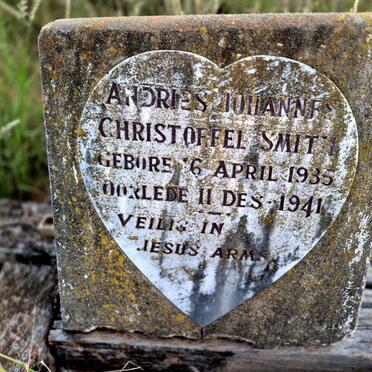 ANDRIES JOHANNES
CHRISTOFFEL SMIT
GEBORE 6 APRIL 1935
OORLEDE 11 DES. 1941
VEILIG IN
JESUS ARMS